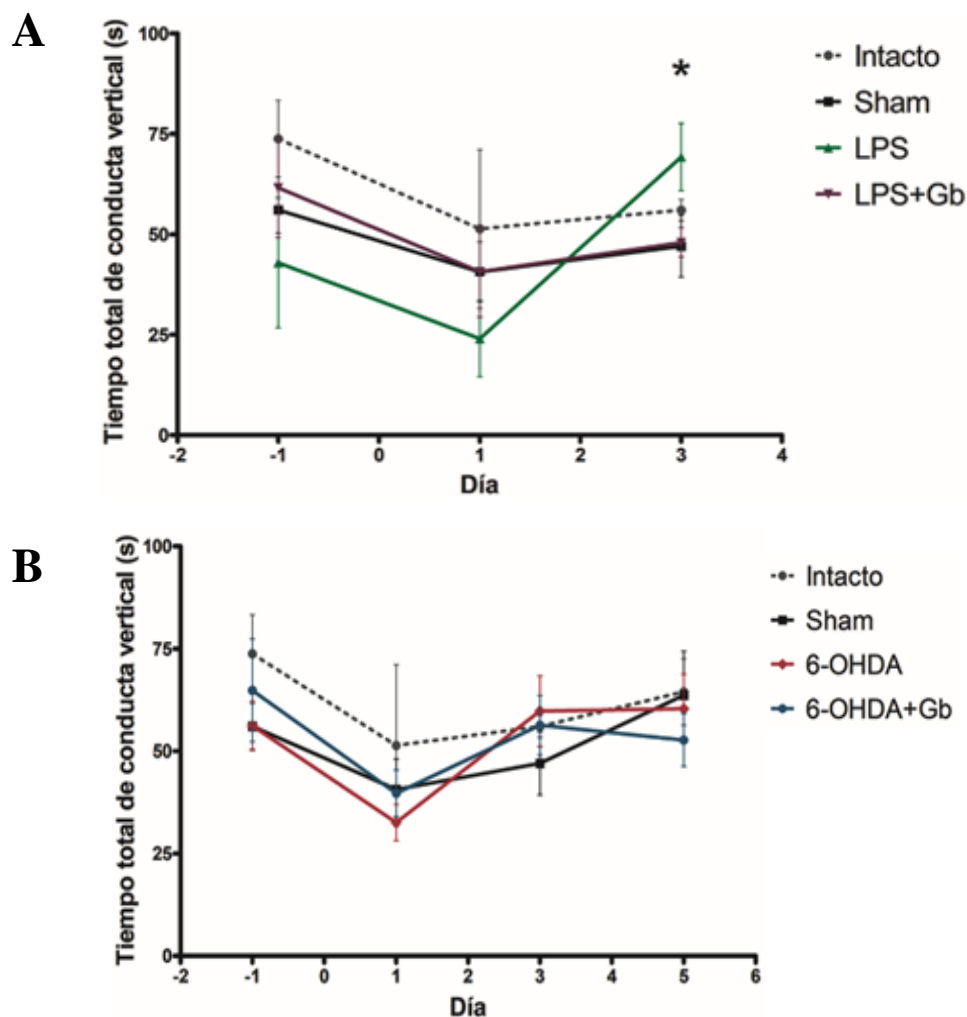 A
Tiempo total de conducta vertical (s)
100
75
50
25
0
-2
-1
0
1
2
3
4
Día
*
Intacto
Sham
LPS
LPS+Gb
B
Tiempo total de conducta vertical (s)
100
75
50
25
0
-2
-1
0
1
2
3
4
5
6
Día
Intacto
Sham
6-OHDA
6-OHDA+Gb